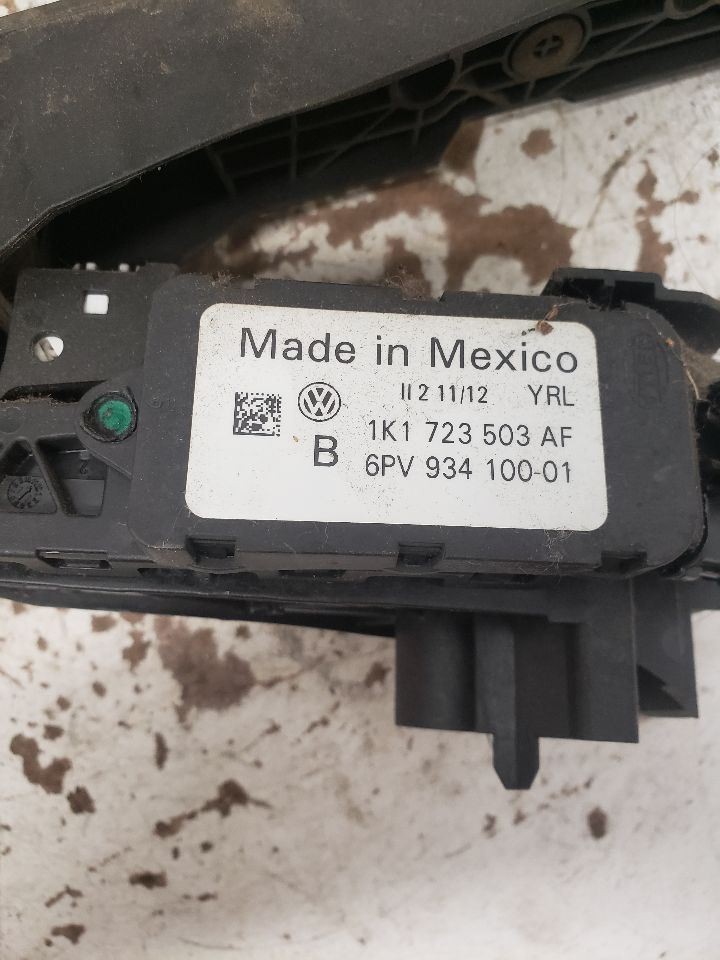 Made in Mexico
II 2 11/12 YRL
1K1 723 503 AF
B 6PV 934 100-01